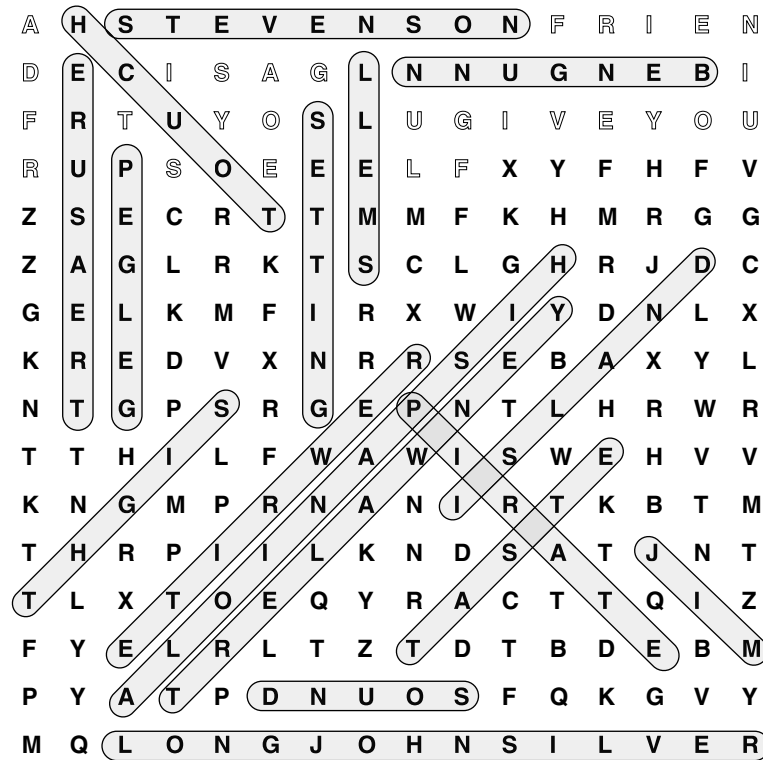 A H S T E V E N S O N F R I E N
D E C I S A G L N N U G N E B I
F R T U Y O S L U G I V E Y O U
R U P S O E E E L F X Y F H F V
Z S E C R T T M M F K H M R G G
Z A G L R K T S C L G H R J D C
G E L K M F I R X W I Y D N L X
K R E D V X N R R S E B A X Y L
N T G P S R G E P N T L H R W R
T T H I L F W A W I S W E H V V
K N G M P R N A N I R T K B T M
T H R P I I L K N D S A T J N T
T L X T O E Q Y R A C T T Q I Z
F Y E L R L T Z T D T B D E B M
P Y A T P D N U O S F Q K G V Y
M Q L O N G J O H N S I L V E R